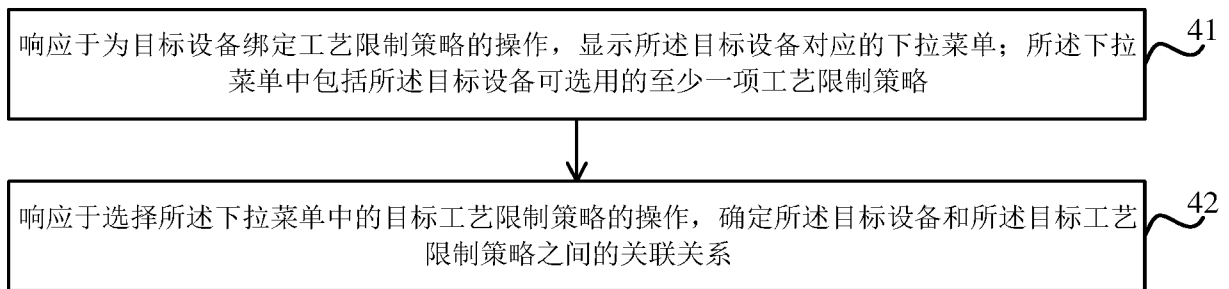 响应于为目标设备绑定工艺限制策略的操作，显示所述目标设备对应的下拉菜单；所述下拉
菜单中包括所述目标设备可选用的至少一项工艺限制策略
41
响应于选择所述下拉菜单中的目标工艺限制策略的操作，确定所述目标设备和所述目标工艺
限制策略之间的关联关系
42